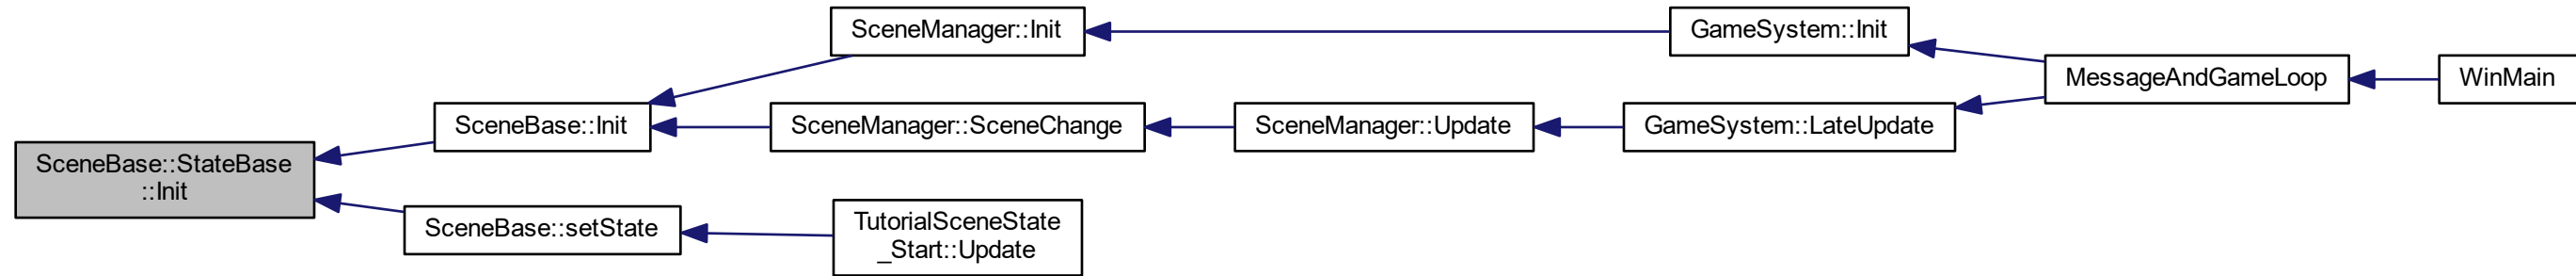 SceneManager::Init
GameSystem::Init
MessageAndGameLoop
WinMain
SceneBase::Init
SceneManager::SceneChange
SceneManager::Update
GameSystem::LateUpdate
SceneBase::StateBase
::Init
SceneBase::setState
TutorialSceneState
_Start::Update